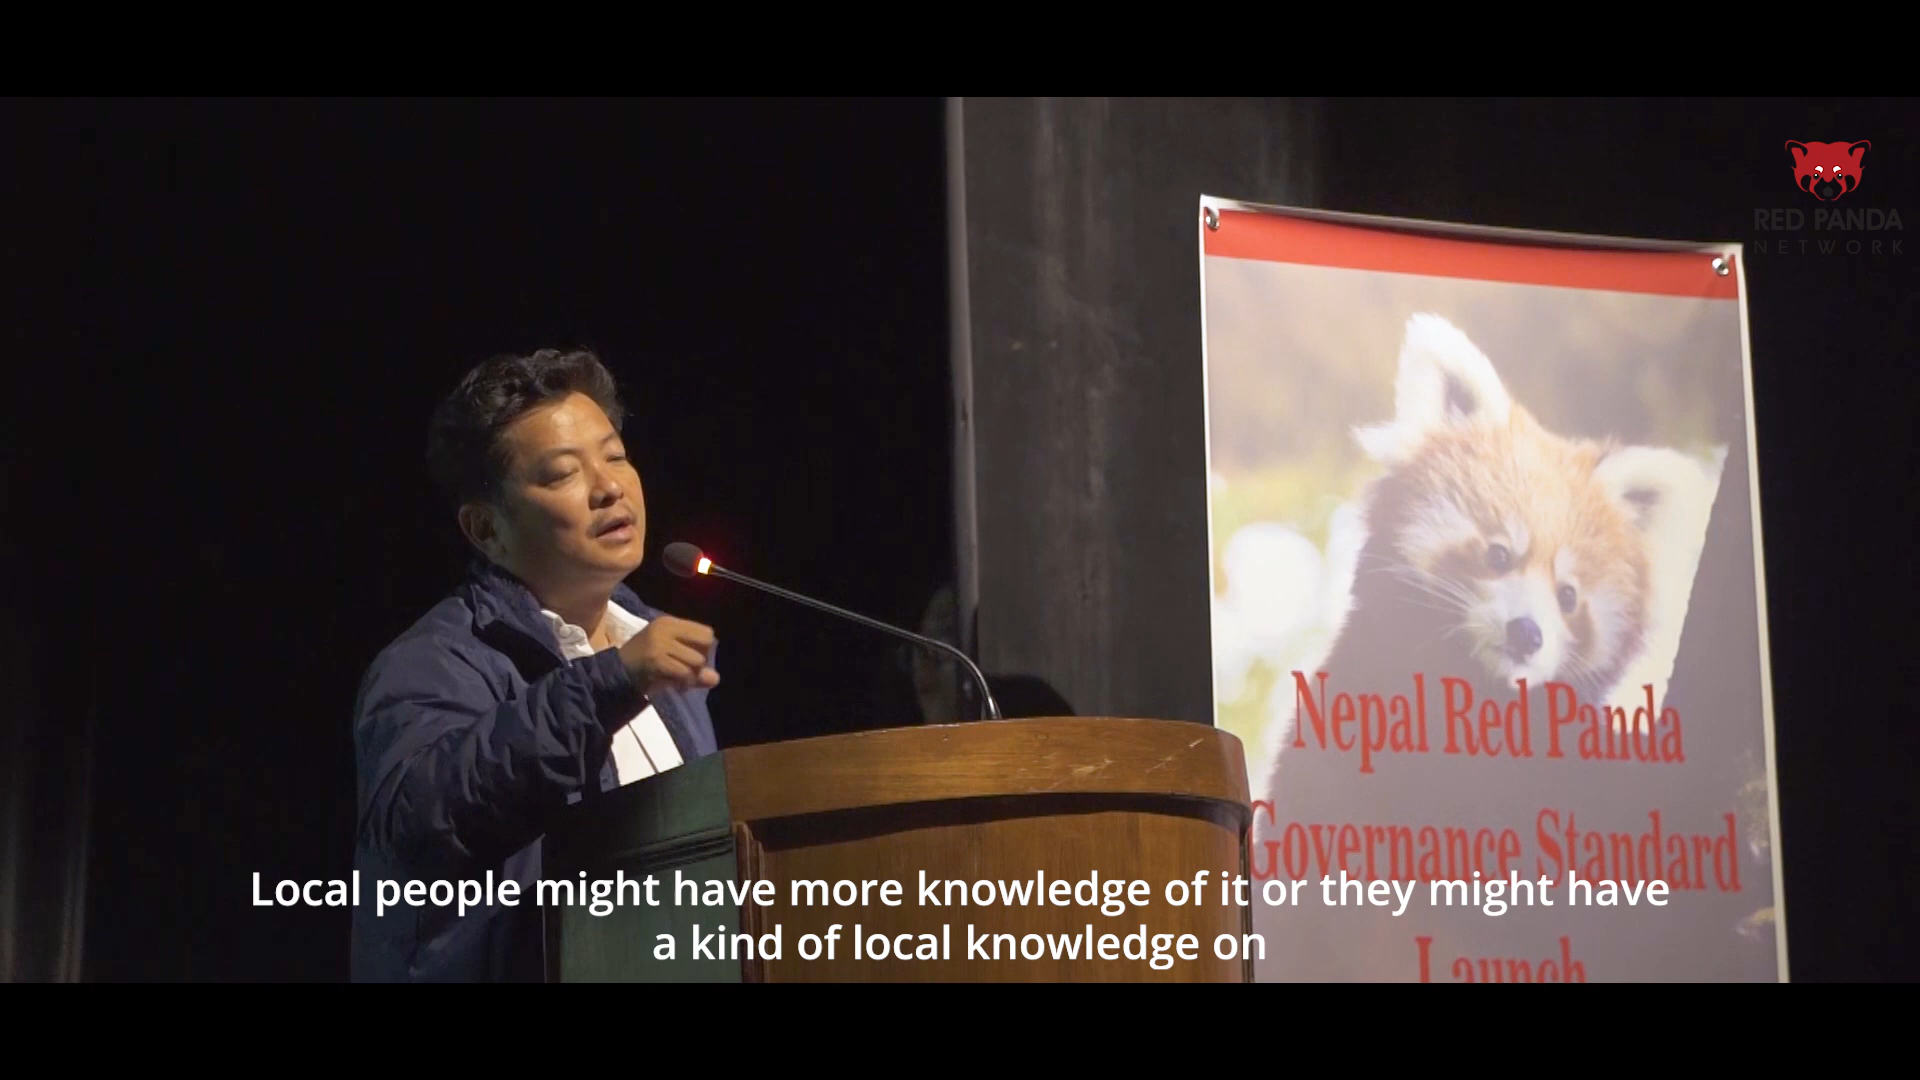 RED PANDA
NETWORK
Nepal Red Panda
Governance Standard
Launch
Local people might have more knowledge of it or they might have
a kind of local knowledge on